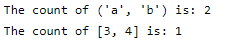 The count of ('a', 'b') is: 2
The count of [3, 4] is: 1